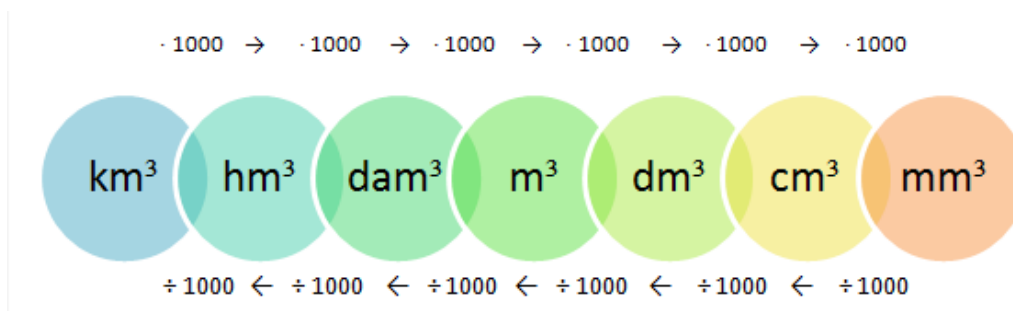 · 1000 → · 1000 → · 1000 → · 1000 → · 1000 → · 1000
km³ hm³ dam³ m³ dm³ cm³ mm³
÷1000 ← ÷1000 ← ÷1000 ← ÷1000 ← ÷1000 ← ÷1000